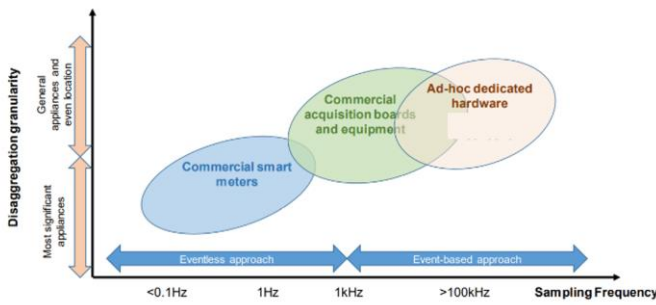 Disaggregation granularity
General
appliances and
even location
Most significant
appliances
Commercial smart
meters
Commercial
acquisition boards
and equipment
Ad-hoc dedicated
hardware
Eventless approach
Event-based approach
<0.1Hz
1Hz
1kHz
>100kHz
Sampling Frequency